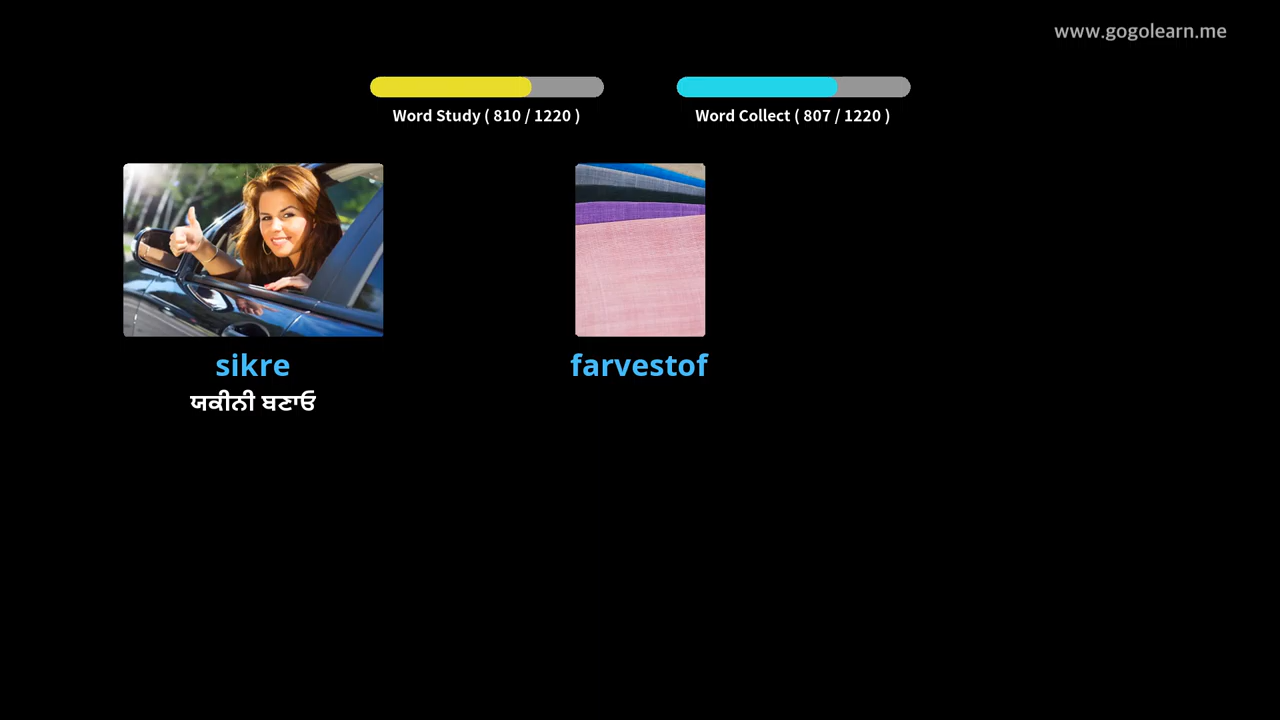 www.gogolearn.me
Word Study ( 810 / 1220 )
Word Collect ( 807 / 1220 )
sikre
ਯਕੀਨੀ ਬਣਾਓ
farvestof